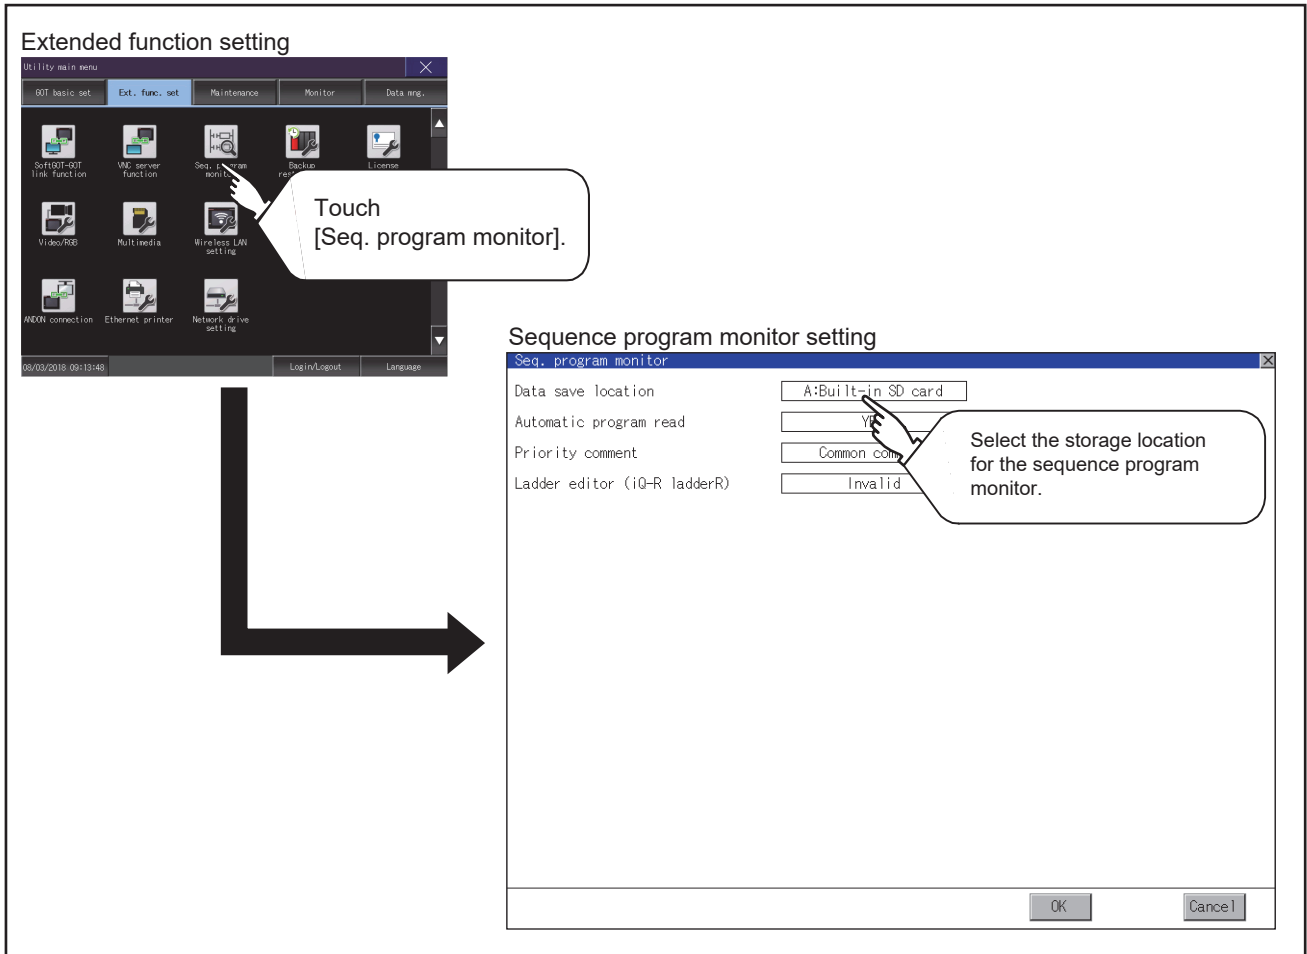 Extended function setting
Utility main menu
GOT basic set
Ext. func. set
Maintenance
Monitor
Data mng.
SoftGOT-GOT
link function
VNC server
function
Seq.
Backup
License
Touch
[Seq. program monitor].
Video/RGB
Multimedia
Wireless LAN
setting
ANDON connection
Ethernet printer
Network drive
setting
08/03/2018 09:13:48
Login/Logout
Language
Sequence program monitor setting
Seq. program monitor
Data save location
A:Built-in SD card
Automatic program read
Priority comment
Common
Ladder editor (iQ-R ladderR)
Invalid
Select the storage location
for the sequence program
monitor.
OK
Cancel